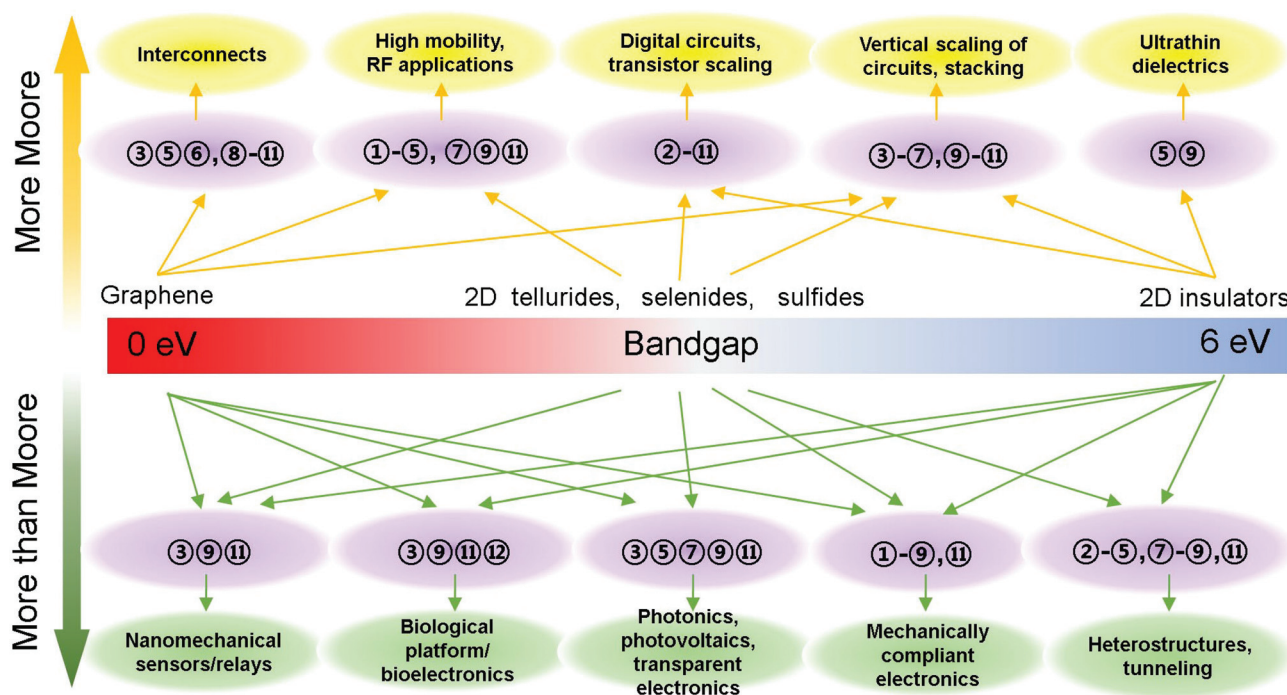 More Moore
Interconnects
High mobility,
RF applications
Digital circuits,
transistor scaling
Vertical scaling of
circuits, stacking
Ultrathin
dielectrics
③⑤⑥,⑧-⑪
①-⑤, ⑦⑨⑪
②-⑪
③-⑦,⑨-⑪
⑤⑨
Graphene
2D tellurides, selenides, sulfides
2D insulators
0 eV
Bandgap
6 eV
More than Moore
③⑨⑪
③⑨⑪⑫
③⑤⑦⑨⑪
①-⑨,⑪
②-⑤,⑦-⑨,⑪
Nanomechanical
sensors/relays
Biological
platform/
bioelectronics
Photonics,
photovoltaics,
transparent
electronics
Mechanically
compliant
electronics
Heterostructures,
tunneling